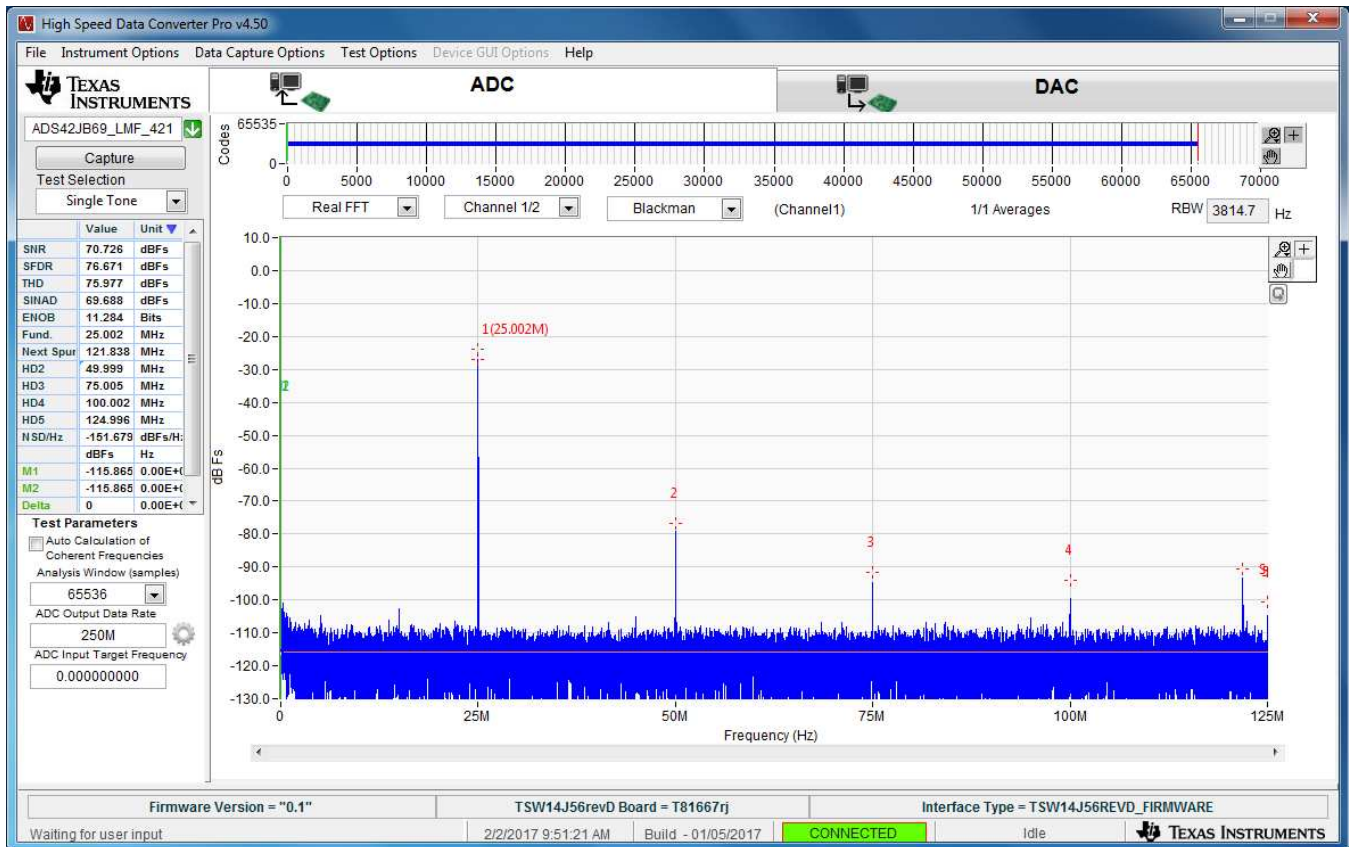 High Speed Data Converter Pro v4.50
File Instrument Options Data Capture Options Test Options Device GUI Options Help
TEXAS INSTRUMENTS
ADC
DAC
ADS42JB69_LMF_421
Capture
Test Selection
Single Tone
Codes
65535
0
0 5000 10000 15000 20000 25000 30000 35000 40000 45000 50000 55000 60000 65000 70000
Real FFT Channel 1/2 Blackman (Channel1) 1/1 Averages RBW 3814.7 Hz
Value Unit
SNR 70.726 dBFs
SFDR 76.671 dBFs
THD 75.977 dBFs
SINAD 69.688 dBFs
ENOB 11.284 Bits
Fund. 25.002 MHz
Next Spur 121.838 MHz
HD2 49.999 MHz
HD3 75.005 MHz
HD4 100.002 MHz
HD5 124.996 MHz
NSD/Hz -151.679 dBFs/H
dBFs Hz
M1 -115.865 0.00E+
M2 -115.865 0.00E+
Delta 0 0.00E+
Test Parameters
Auto Calculation of
Coherent Frequencies
Analysis Window (samples)
65536
ADC Output Data Rate
250M
ADC Input Target Frequency
0.000000000
dBFs
10.0
0.0
-10.0
-20.0
-30.0
-40.0
-50.0
-60.0
-70.0
-80.0
-90.0
-100.0
-110.0
-120.0
-130.0
1(25.002M)
2
3
4
0 25M 50M 75M 100M 125M
Frequency (Hz)
Firmware Version = "0.1" TSW14J56revD Board = T81667rj Interface Type = TSW14J56REVD_FIRMWARE
Waiting for user input 2/2/2017 9:51:21 AM Build - 01/05/2017 CONNECTED Idle TEXAS INSTRUMENTS